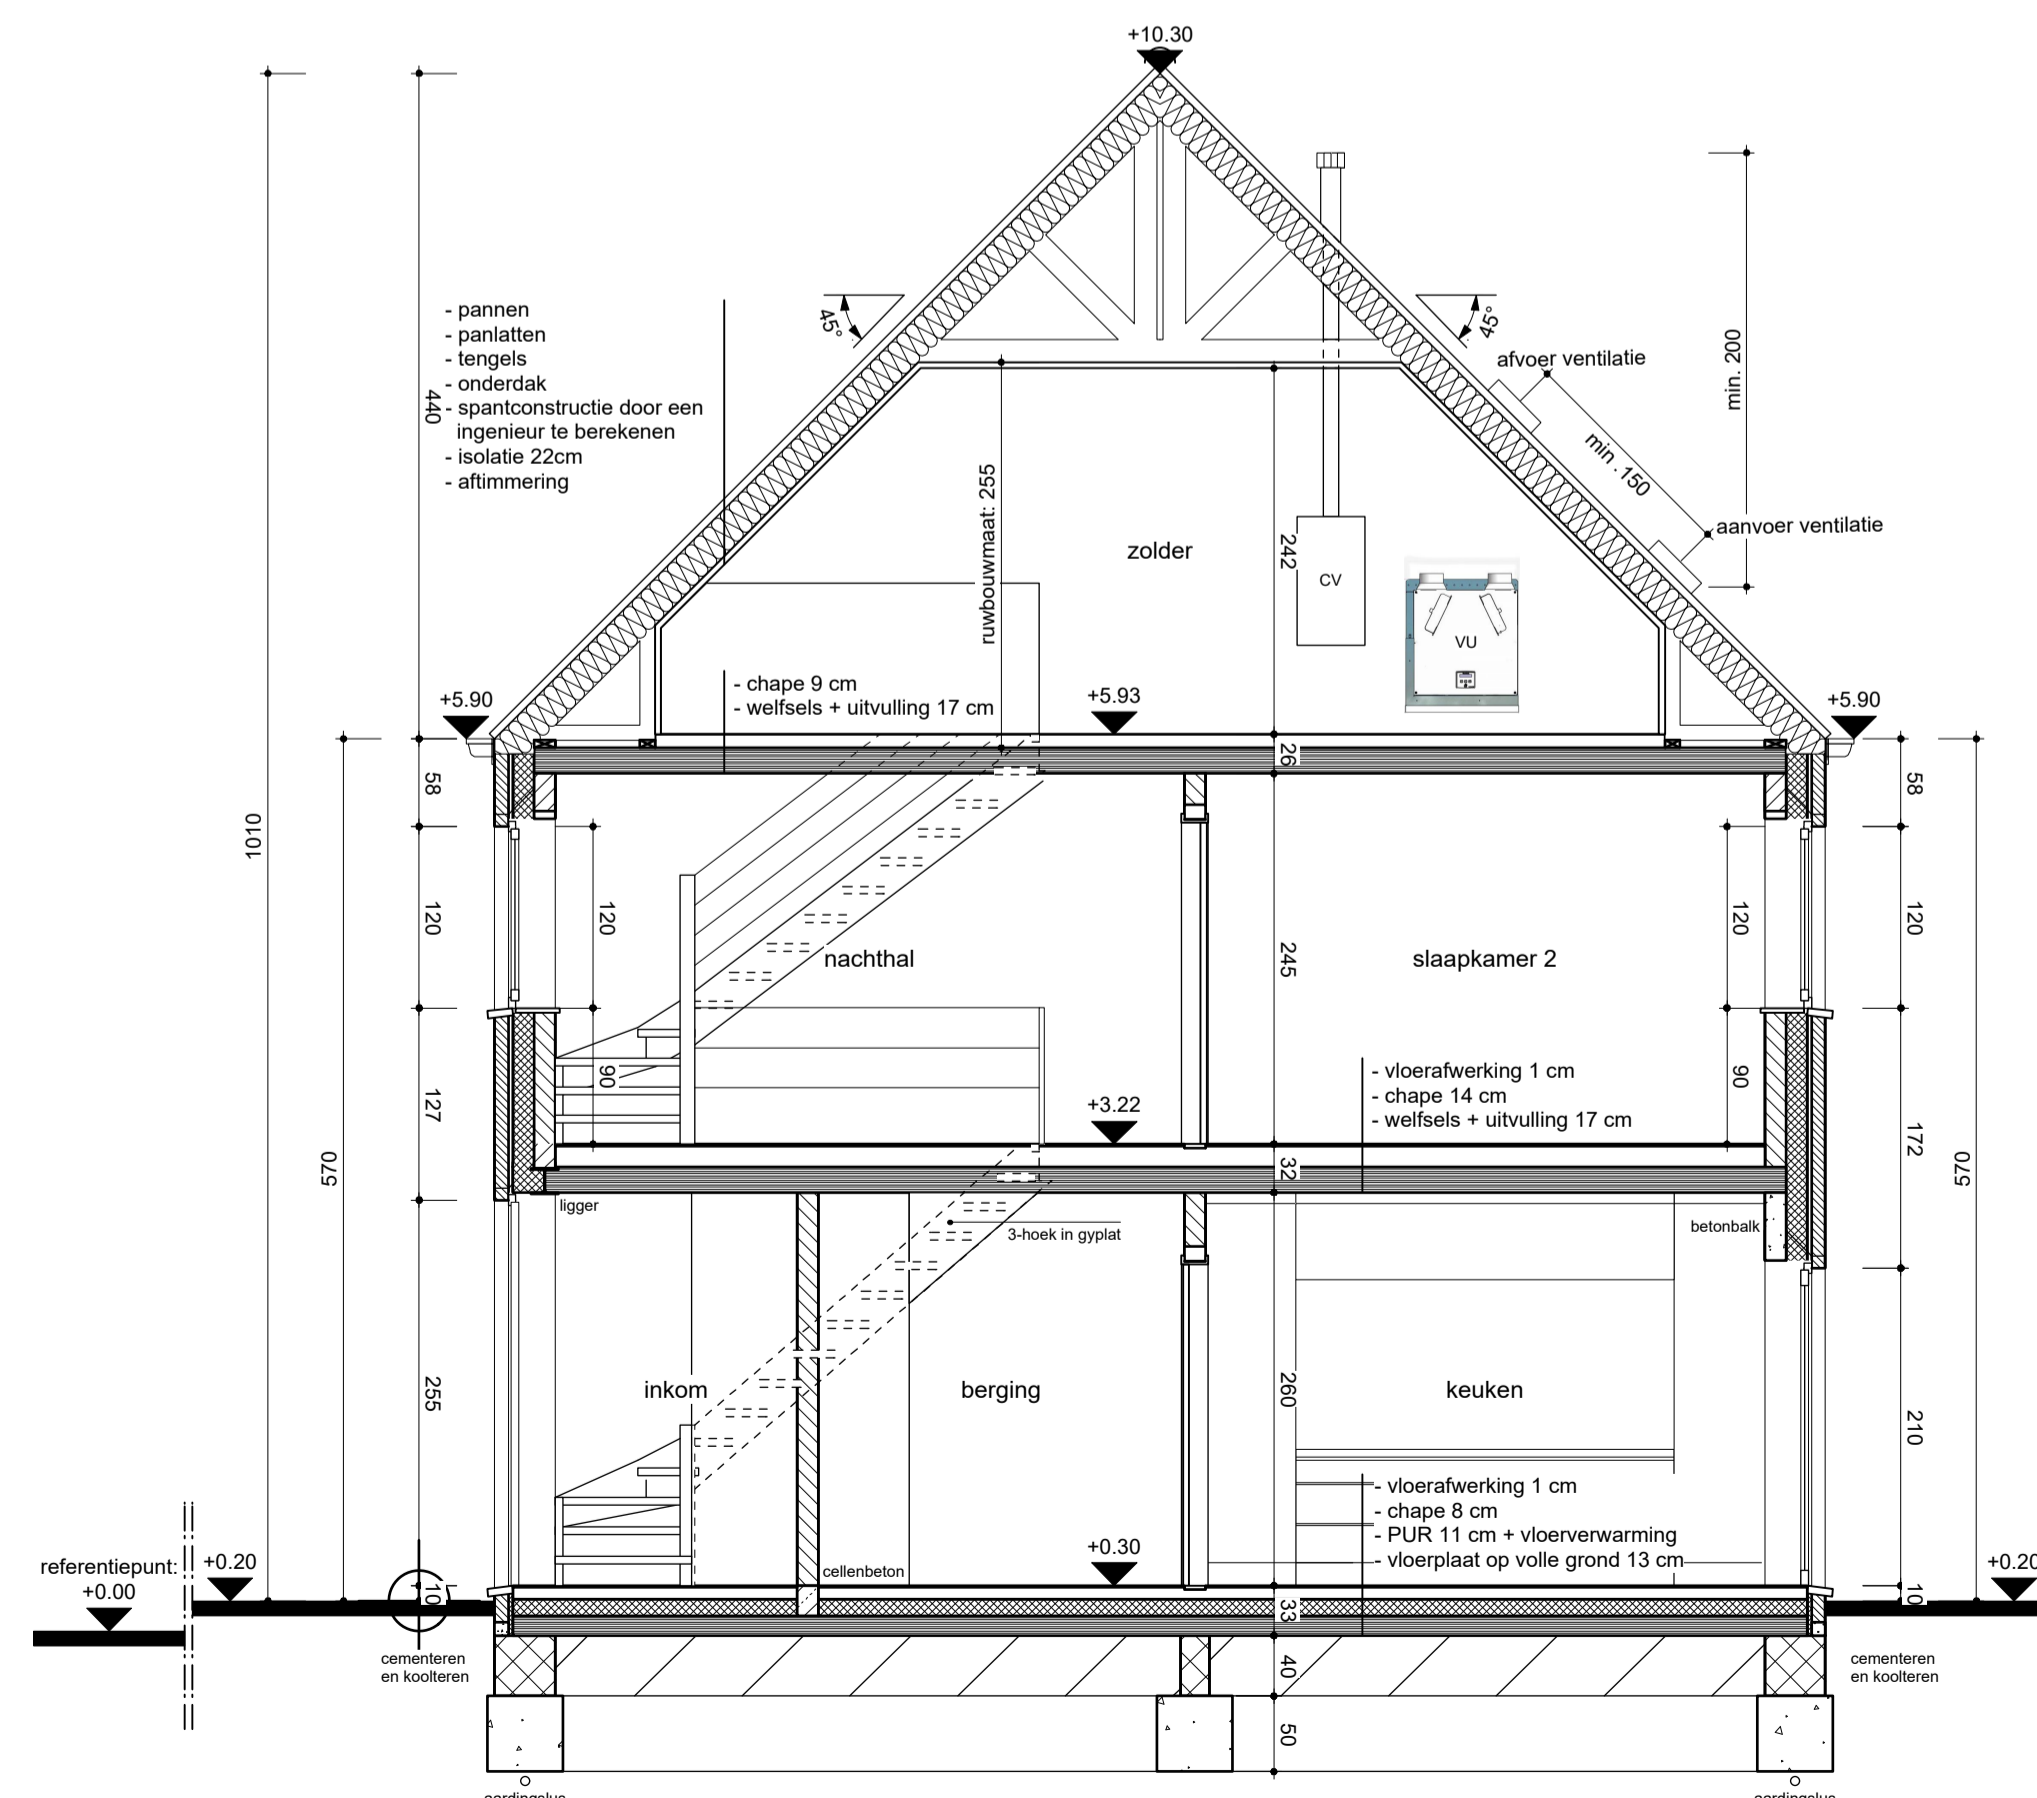 +10.30
- pannen
- panlatten
- tengels
- onderdak
- spantconstructie door een
ingenieur te berekenen
- isolatie 22cm
- aftimmering
440
45°
45°
afvoer ventilatie
min. 200
min. 150
aanvoer ventilatie
ruwbouwmaat: 255
zolder
242
CV
VU
- chape 9 cm
- welfsels + uitvulling 17 cm
+5.90
+5.93
+5.90
26
58
58
1010
120
120
120
120
nachthal
245
slaapkamer 2
90
90
127
- vloerafwerking 1 cm
- chape 14 cm
- welfsels + uitvulling 17 cm
+3.22
172
570
570
32
ligger
3-hoek in gyplat
betonbalk
255
inkom
berging
260
keuken
210
- vloerafwerking 1 cm
- chape 8 cm
- PUR 11 cm + vloerverwarming
- vloerplaat op volle grond 13 cm
referentiepunt:
+0.00
+0.20
+0.30
+0.20
cellenbeton
10
33
10
cementeren
en koolteren
cementeren
en koolteren
40
50
aardingslus
aardingslus